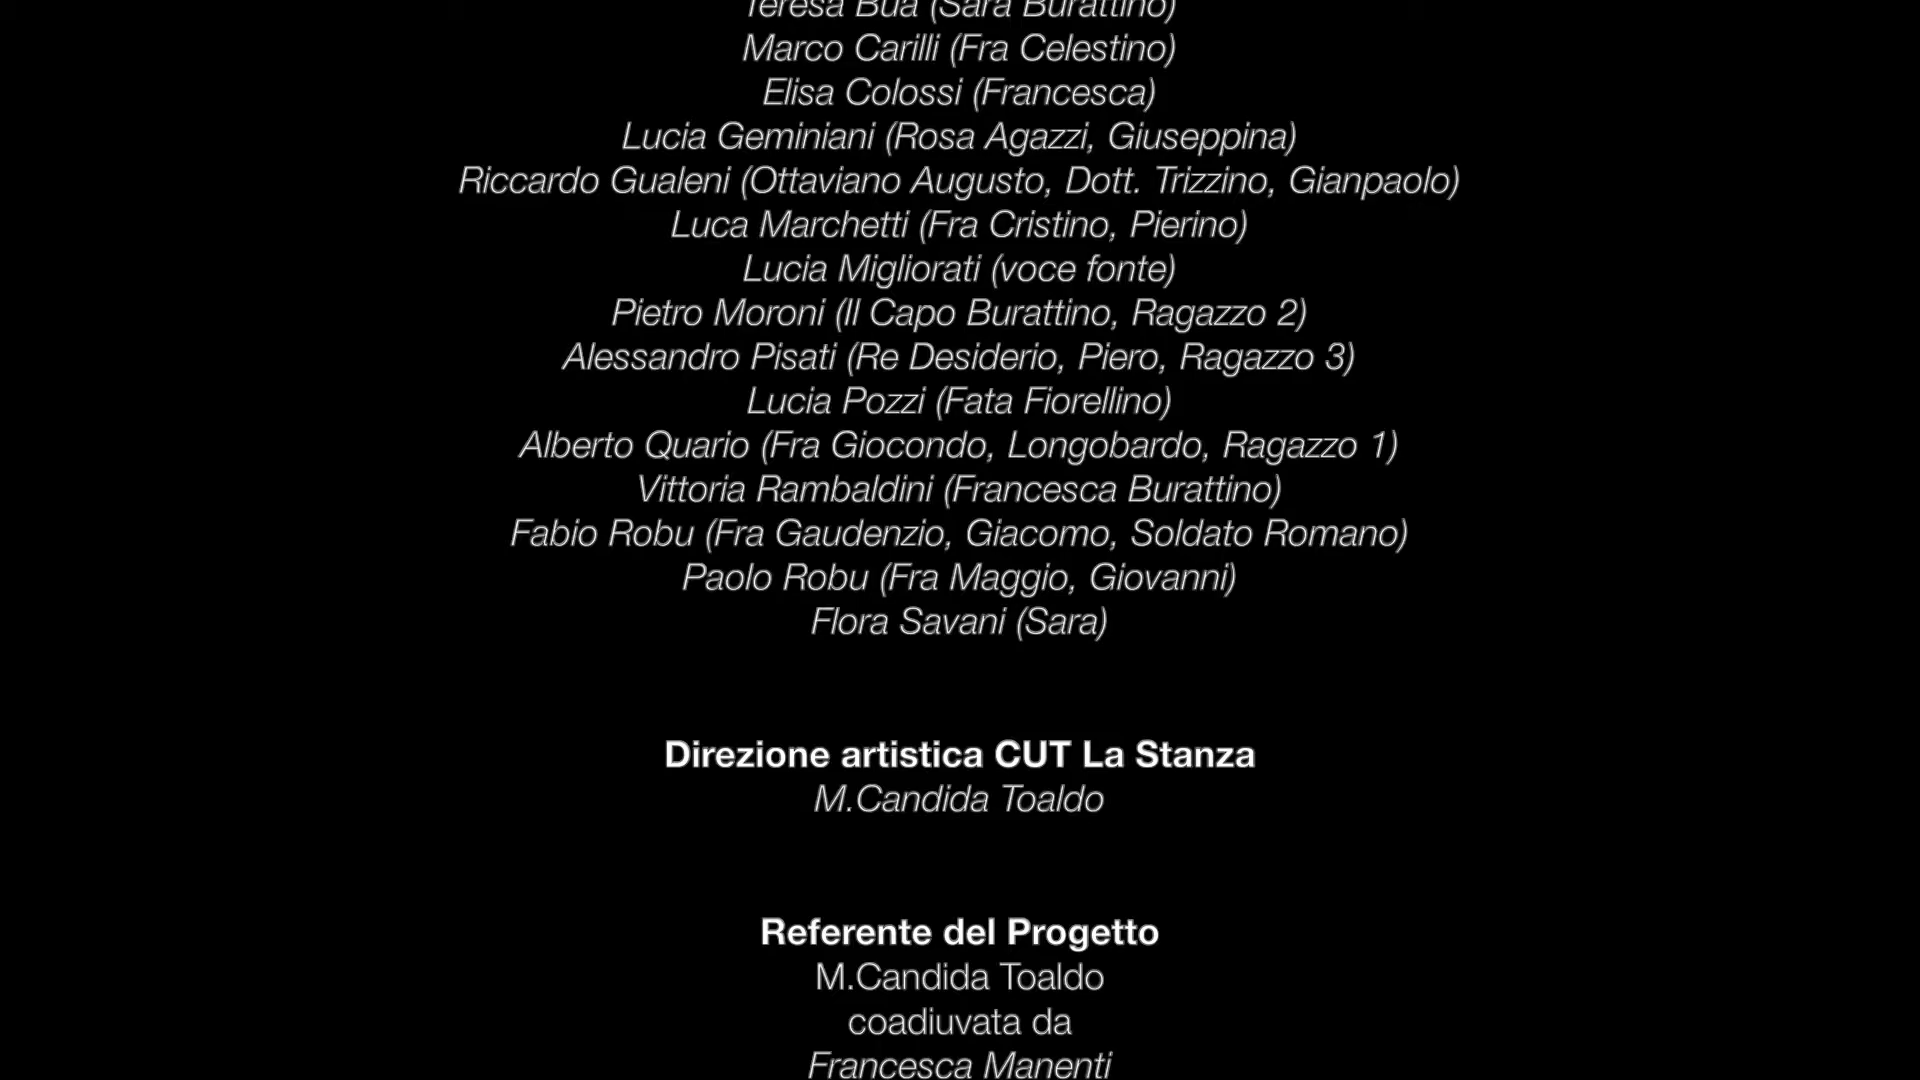 Teresa Bua (Sara Burattino)
Marco Carilli (Fra Celestino)
Elisa Colossi (Francesca)
Lucia Geminiani (Rosa Agazzi, Giuseppina)
Riccardo Gualeni (Ottaviano Augusto, Dott. Trizzino, Gianpaolo)
Luca Marchetti (Fra Cristino, Pierino)
Lucia Migliorati (voce fonte)
Pietro Moroni (Il Capo Burattino, Ragazzo 2)
Alessandro Pisati (Re Desiderio, Piero, Ragazzo 3)
Lucia Pozzi (Fata Fiorellino)
Alberto Quario (Fra Giocondo, Longobardo, Ragazzo 1)
Vittoria Rambaldini (Francesca Burattino)
Fabio Robu (Fra Gaudenzio, Giacomo, Soldato Romano)
Paolo Robu (Fra Maggio, Giovanni)
Flora Savani (Sara)
Direzione artistica CUT La Stanza
M.Candida Toaldo
Referente del Progetto
M.Candida Toaldo
coadiuvata da
Francesca Manenti